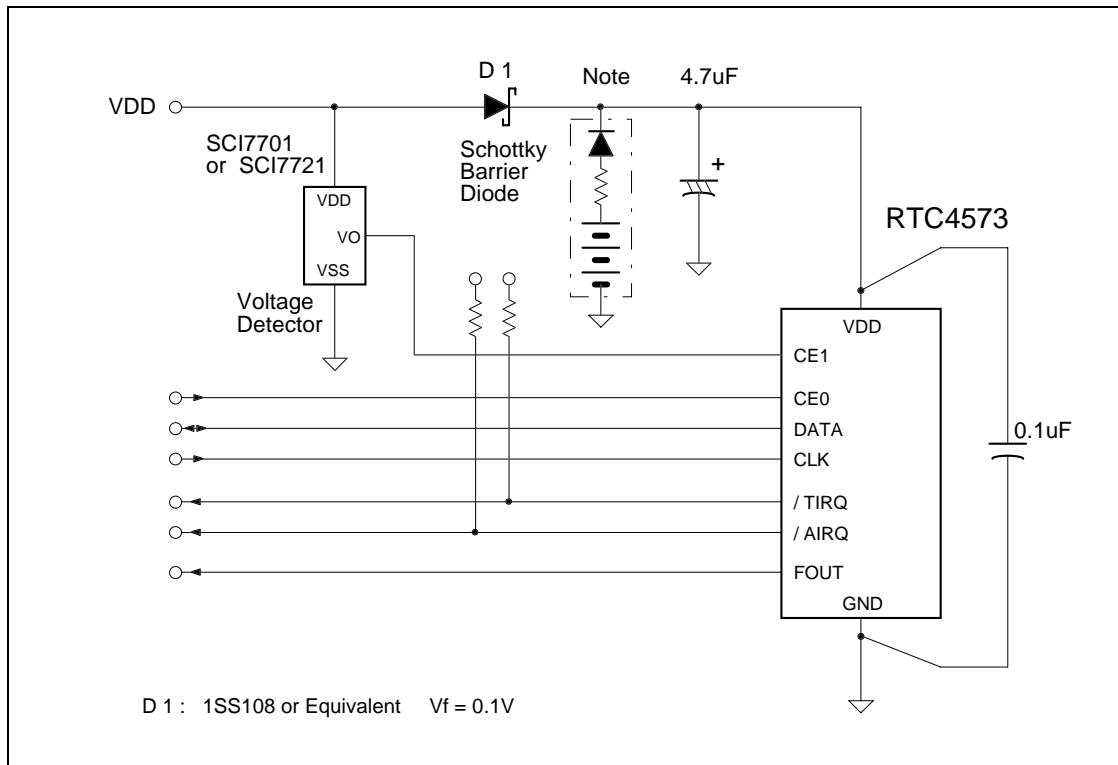 D 1
Note
4.7uF
VDD
SCI7701
or SCI7721
Schottky
Barrier
Diode
+
RTC4573
VDD
VO
VSS
Voltage
Detector
VDD
CE1
CE0
DATA
0.1uF
CLK
/ TIRQ
/ AIRQ
FOUT
GND
D 1 : 1SS108 or Equivalent Vf = 0.1V